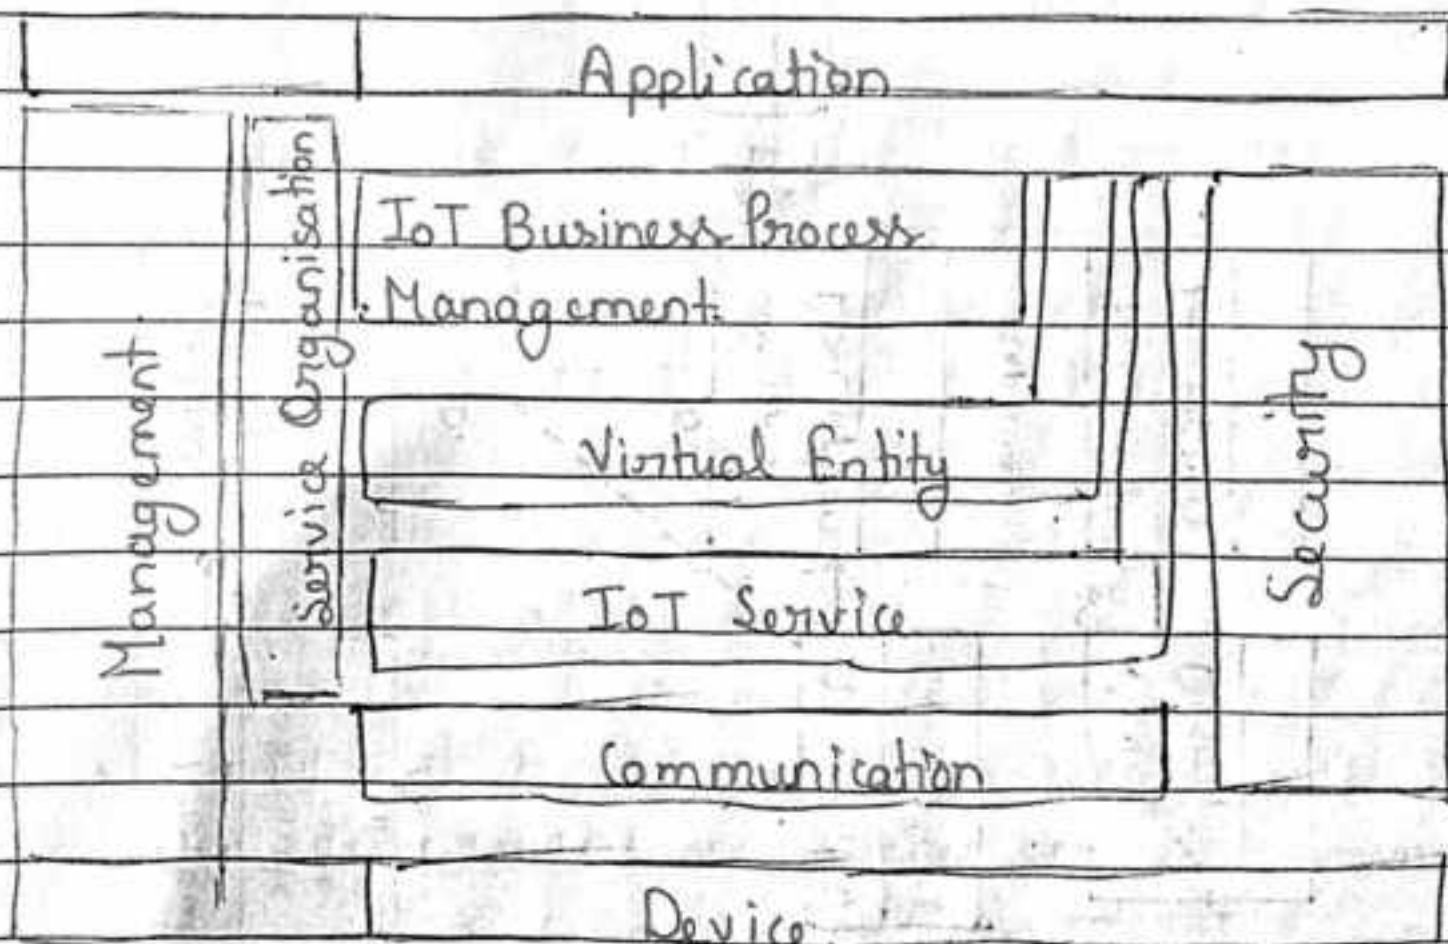 Application
Management
Service Organisation
IoT Business Process
Management
Virtual Entity
IoT Service
Communication
Security
Device